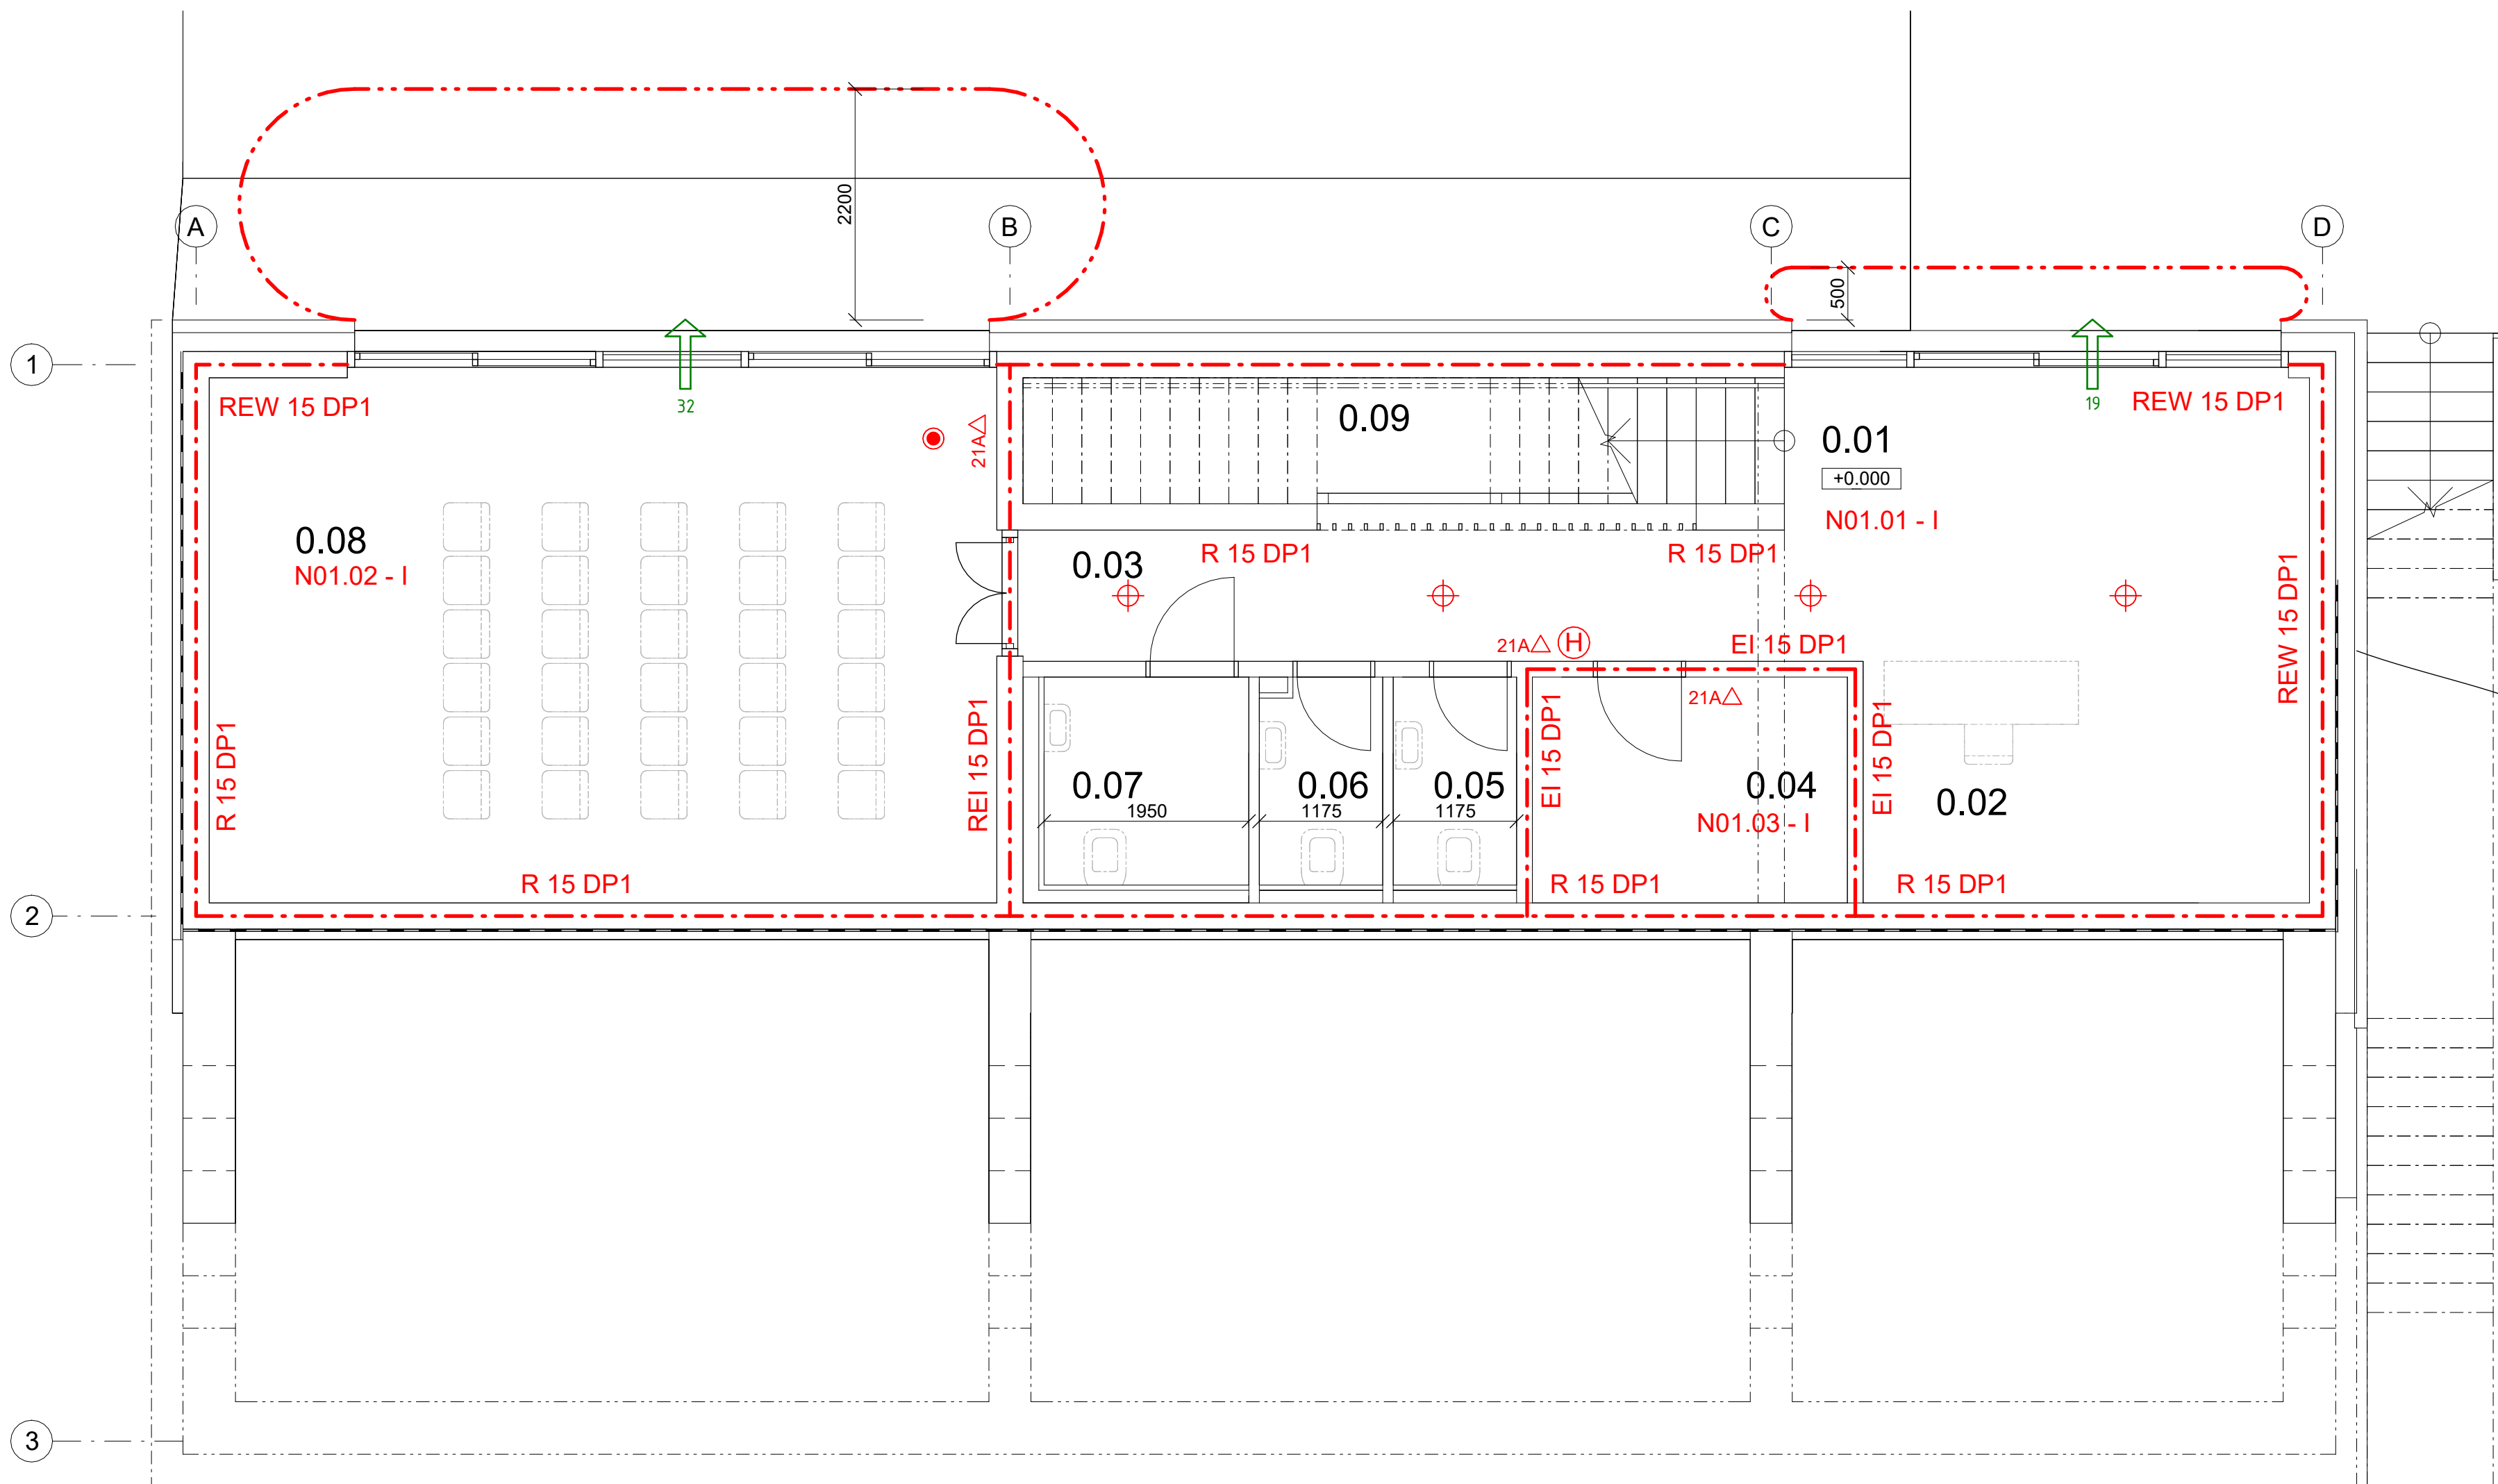 2200
A
B
C
D
500
1
32
19
REW 15 DP1
REW 15 DP1
21A
0.09
0.01
+0.000
N01.01 - I
0.08
N01.02 - I
0.03
R 15 DP1
R 15 DP1
REW 15 DP1
21A
H
EI 15 DP1
21A
R 15 DP1
REI 15 DP1
EI 15 DP1
EI 15 DP1
0.07
1950
0.06
1175
0.05
1175
0.04
N01.03 - I
0.02
R 15 DP1
R 15 DP1
R 15 DP1
2
3